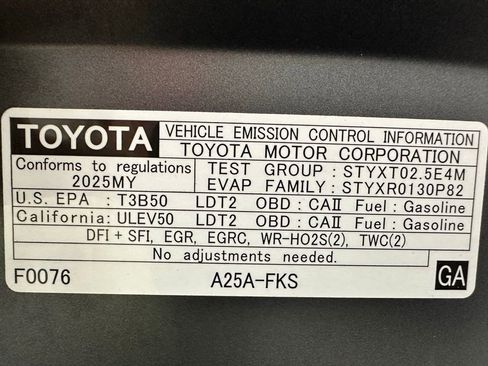 TOYOTA VEHICLE EMISSION CONTROL INFORMATION
TOYOTA MOTOR CORPORATION
Conforms to regulations TEST GROUP : STYXT02.5E4M
2025MY EVAP FAMILY : STYXR0130P82
U.S. EPA : T3B50 LDT2 OBD : CAII Fuel : Gasoline
California: ULEV50 LDT2 OBD : CAII Fuel : Gasoline
DFI + SFI, EGR, EGRC, WR-HO2S(2), TWC(2)
No adjustments needed.
F0076 A25A-FKS GA